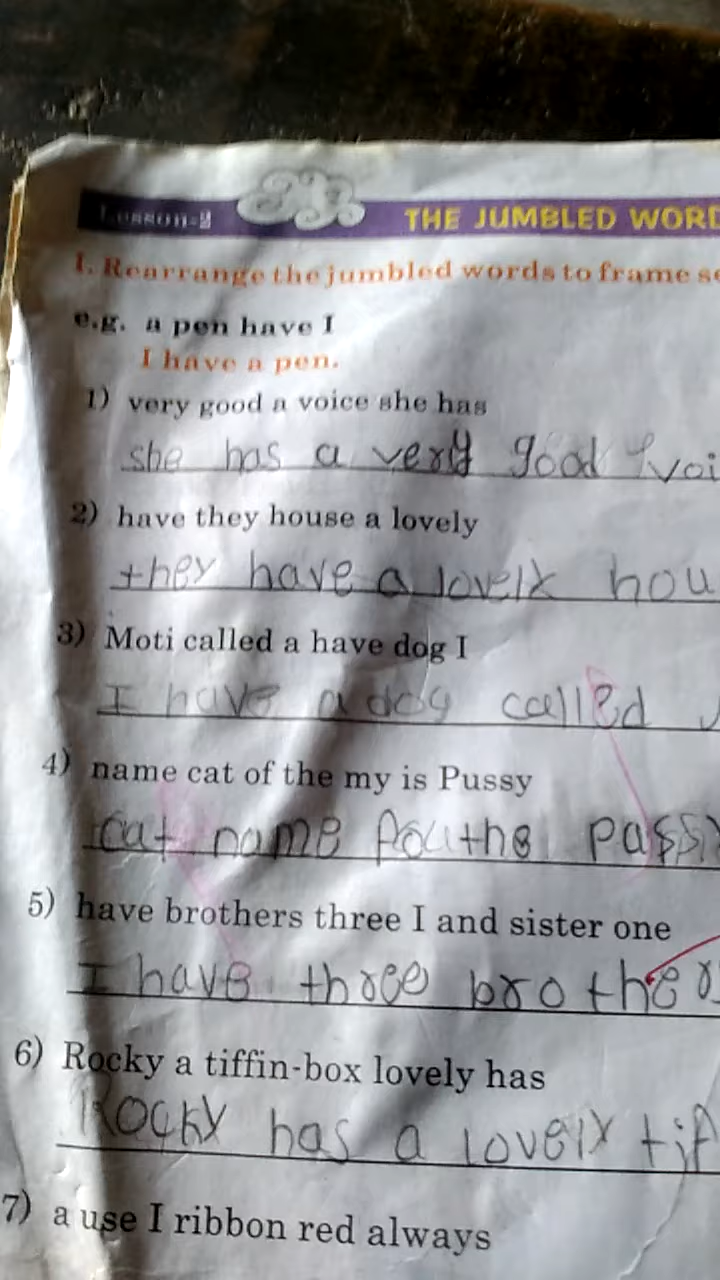 Lesson-2
THE JUMBLED WORD
I. Rearrange the jumbled words to frame se
e.g. a pen have I
I have a pen.
1) very good a voice she has
she has a very good voi
2) have they house a lovely
they have a lovely hou
3) Moti called a have dog I
I have a dog called
4) name cat of the my is Pussy
cat name passy
5) have brothers three I and sister one
I have three brother
6) Rocky a tiffin-box lovely has
Rocky has a lovely tif
7) a use I ribbon red always